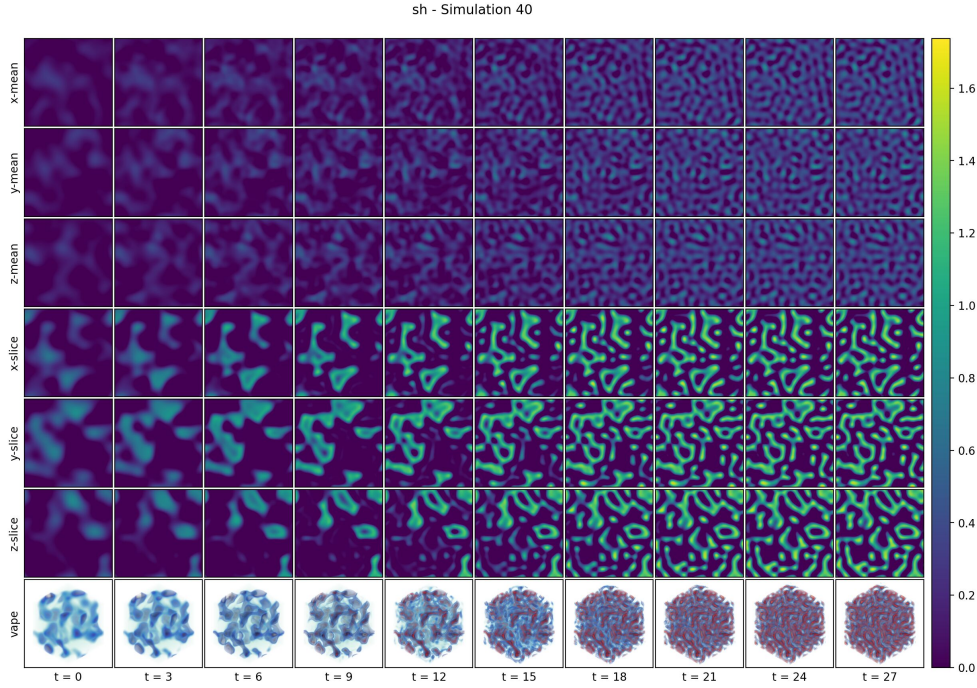 sh - Simulation 40
x-mean
y-mean
z-mean
x-slice
y-slice
z-slice
vape
t = 0
t = 3
t = 6
t = 9
t = 12
t = 15
t = 18
t = 21
t = 24
t = 27
1.6
1.4
1.2
1.0
0.8
0.6
0.4
0.2
0.0